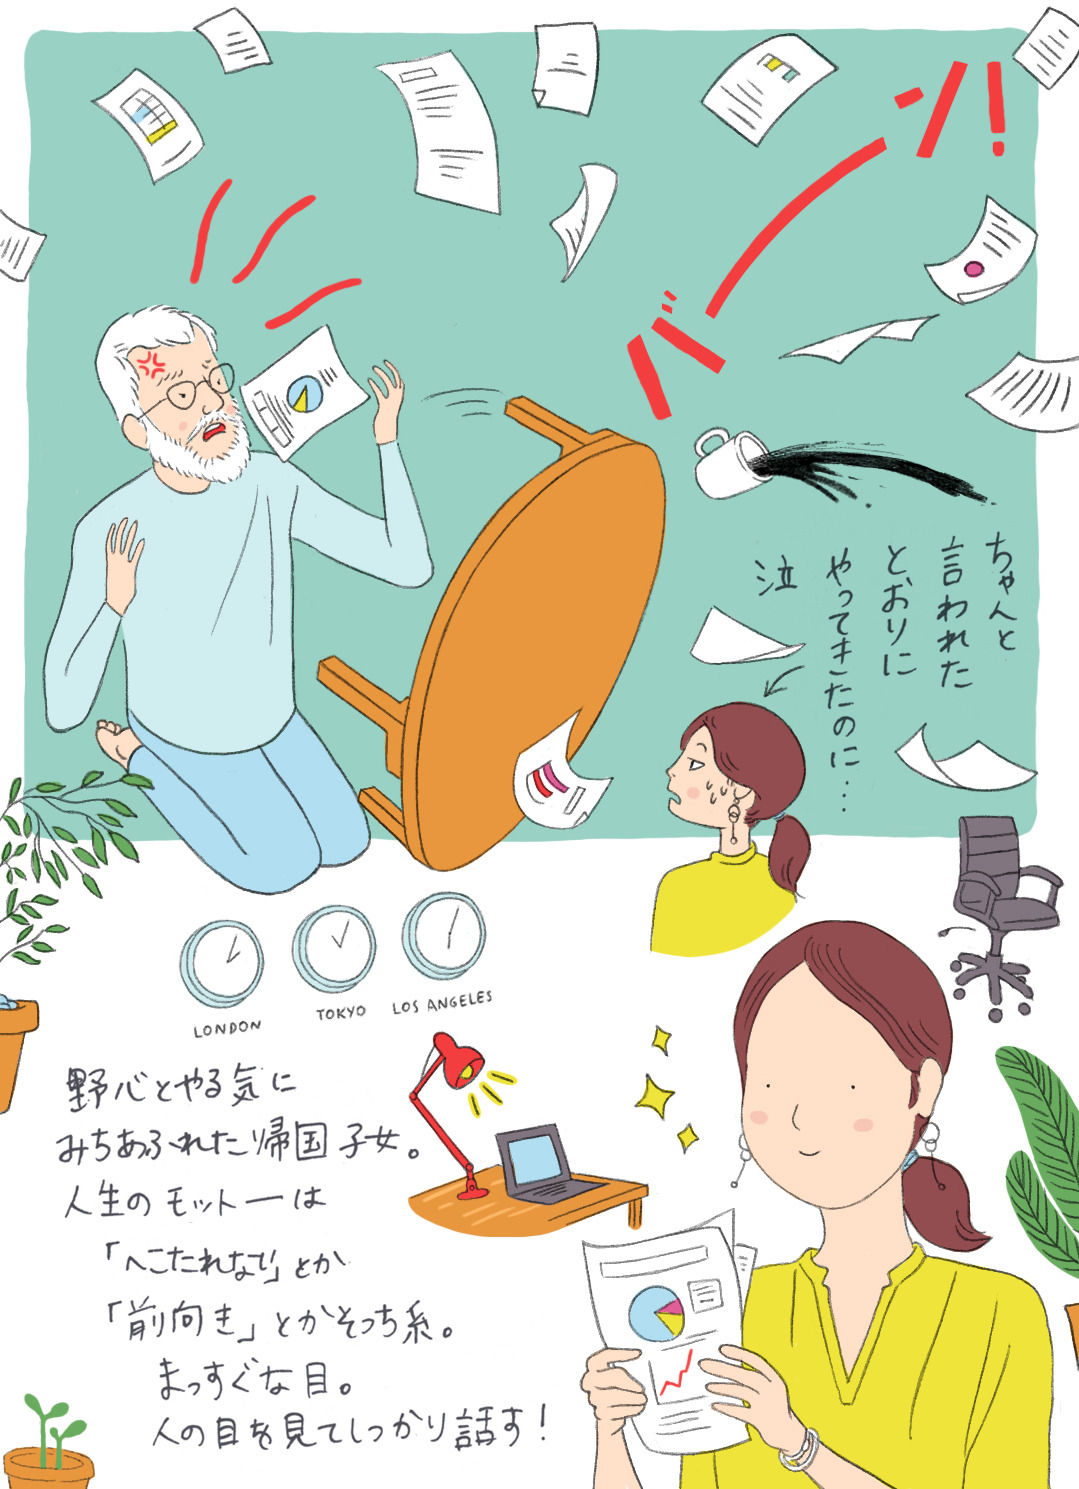 バーン!
ちゃんと
言われた
とおりに
やってきたのに...
泣
LONDON
TOKYO
LOS ANGELES
野心とやる気に
みちあふれた帰国子女。
人生のモットーは
「へこたれない」とか
「前向き」とかそっち系。
まっすぐな目。
人の目を見てしっかり話す!